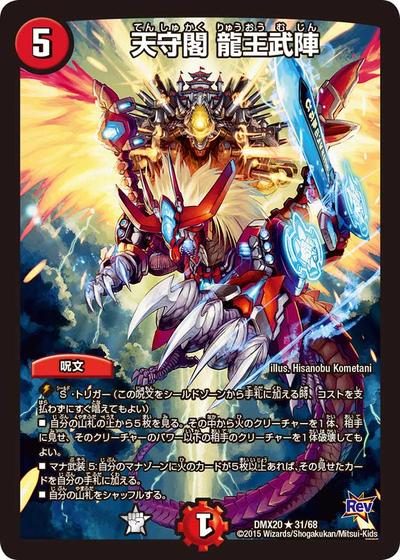 てんしゅかく りゅうおう むじん
5 天守閣 龍王武陣
illus. Hisanobu Kometani
呪文
S・トリガー (この呪文をシールドゾーンから手札に加える時、コストを
支払わずにすぐ唱えてもよい)
■ 自分の山札の上から5枚を見る。その中から火のクリーチャーを1体、相手
に見せ、そのクリーチャーのパワー以下の相手のクリーチャーを1体破壊しても
よい。
■ マナ武装 5:自分のマナゾーンに火のカードが5枚以上あれば、その見せたカー
ドを自分の手札に加える。
■ 自分の山札をシャッフルする。
Rev
1
DMX20 ★ 31/68
©2015 Wizards/Shogakukan/Mitsui-Kids